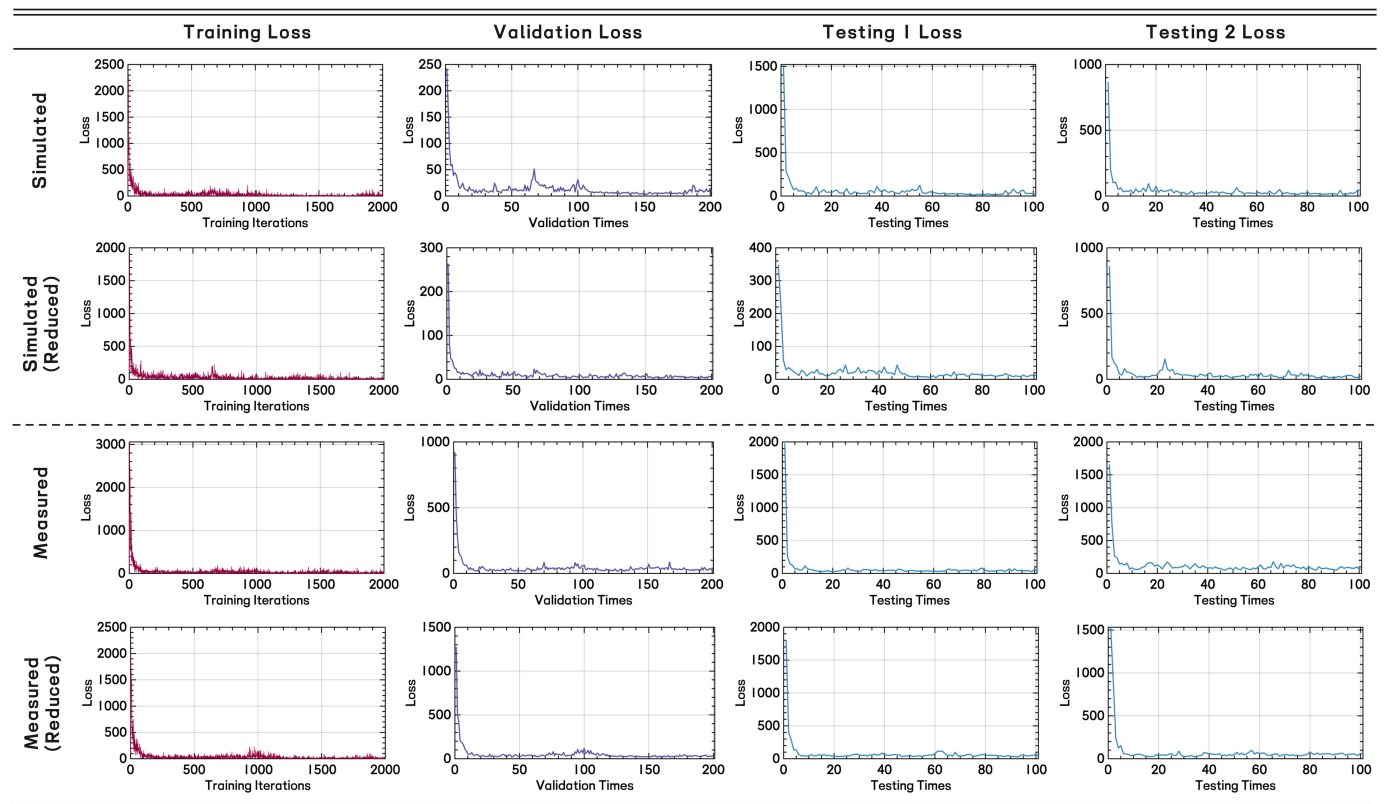 Training Loss
Validation Loss
Testing 1 Loss
Testing 2 Loss
Simulated
Loss
2500
2000
1500
1000
500
0
0 500 1000 1500 2000
Training Iterations
Loss
250
200
150
100
50
0
0 50 100 150 200
Validation Times
Loss
1500
1000
500
0
0 20 40 60 80 100
Testing Times
Loss
1000
500
0
0 20 40 60 80 100
Testing Times
Simulated
(Reduced)
Loss
2000
1500
1000
500
0
0 500 1000 1500 2000
Training Iterations
Loss
300
200
100
0
0 50 100 150 200
Validation Times
Loss
400
300
200
100
0
0 20 40 60 80 100
Testing Times
Loss
1000
500
0
0 20 40 60 80 100
Testing Times
Measured
Loss
3000
2000
1000
0
0 500 1000 1500 2000
Training Iterations
Loss
1000
500
0
0 50 100 150 200
Validation Times
Loss
2000
1500
1000
500
0
0 20 40 60 80 100
Testing Times
Loss
2000
1500
1000
500
0
0 20 40 60 80 100
Testing Times
Measured
(Reduced)
Loss
2500
2000
1500
1000
500
0
0 500 1000 1500 2000
Training Iterations
Loss
1500
1000
500
0
0 50 100 150 200
Validation Times
Loss
2000
1500
1000
500
0
0 20 40 60 80 100
Testing Times
Loss
1500
1000
500
0
0 20 40 60 80 100
Testing Times